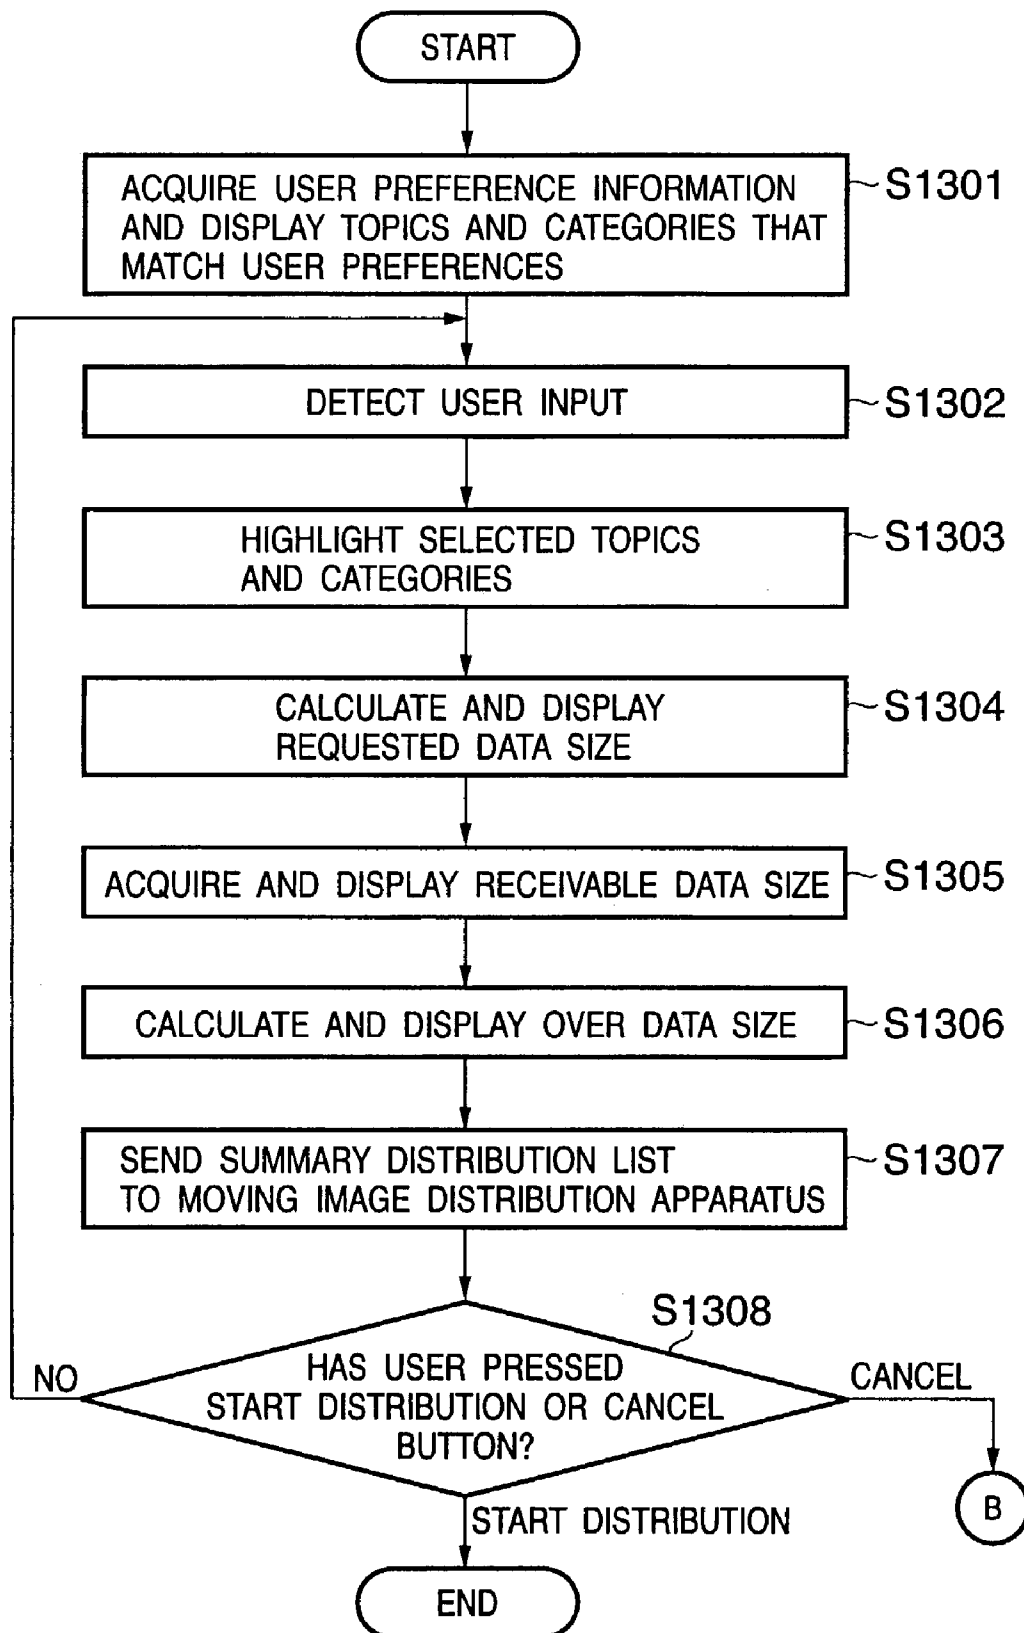 START
ACQUIRE USER PREFERENCE INFORMATION
AND DISPLAY TOPICS AND CATEGORIES THAT
MATCH USER PREFERENCES
S1301
DETECT USER INPUT
S1302
HIGHLIGHT SELECTED TOPICS
AND CATEGORIES
S1303
CALCULATE AND DISPLAY
REQUESTED DATA SIZE
S1304
ACQUIRE AND DISPLAY RECEIVABLE DATA SIZE
S1305
CALCULATE AND DISPLAY OVER DATA SIZE
S1306
SEND SUMMARY DISTRIBUTION LIST
TO MOVING IMAGE DISTRIBUTION APPARATUS
S1307
S1308
HAS USER PRESSED
START DISTRIBUTION OR CANCEL
BUTTON?
NO
CANCEL
B
START DISTRIBUTION
END